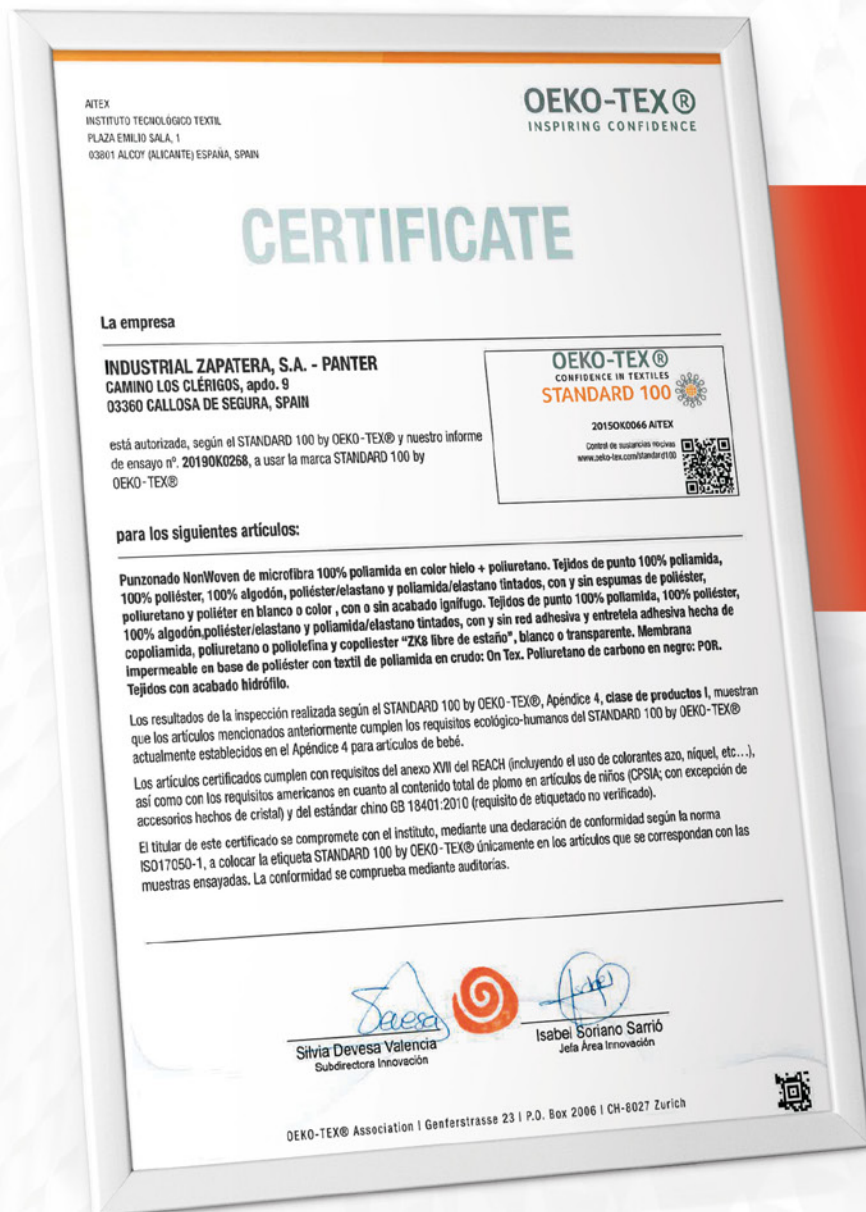 AITEX
INSTITUTO TECNOLÓGICO TEXTIL
PLAZA EMILIO SALA, 1
03801 ALCOY (ALICANTE) ESPAÑA, SPAIN
OEKO-TEX®
INSPIRING CONFIDENCE
CERTIFICATE
La empresa
INDUSTRIAL ZAPATERA, S.A. - PANTER
CAMINO LOS CLÉRIGOS, apdo. 9
03360 CALLOSA DE SEGURA, SPAIN
está autorizada, según el STANDARD 100 by OEKO-TEX® y nuestro informe
de ensayo nº. 2019OK0268, a usar la marca STANDARD 100 by
OEKO-TEX®
OEKO-TEX®
CONFIDENCE IN TEXTILES
STANDARD 100
2015OK0066 AITEX
Control de sustancias nocivas
www.oeko-tex.com/standard100
para los siguientes artículos:
Punzonado NonWoven de microfibra 100% poliamida en color hielo + poliuretano. Tejidos de punto 100% poliamida,
100% poliéster, 100% algodón, poliéster/elastano y poliamida/elastano tintados, con y sin espumas de poliéster,
poliuretano y poliéter en blanco o color , con o sin acabado ignífugo. Tejidos de punto 100% poliamida, 100% poliéster,
100% algodón,poliéster/elastano y poliamida/elastano tintados, con y sin red adhesiva y entretela adhesiva hecha de
copoliamida, poliuretano o poliolefina y copoliester "ZK8 libre de estaño", blanco o transparente. Membrana
impermeable en base de poliéster con textil de poliamida en crudo: On Tex. Poliuretano de carbono en negro: POR.
Tejidos con acabado hidrófilo.
Los resultados de la inspección realizada según el STANDARD 100 by OEKO-TEX®, Apéndice 4, clase de productos I, muestran
que los artículos mencionados anteriormente cumplen los requisitos ecológico-humanos del STANDARD 100 by OEKO-TEX®
actualmente establecidos en el Apéndice 4 para artículos de bebé.
Los artículos certificados cumplen con requisitos del anexo XVII del REACH (incluyendo el uso de colorantes azo, níquel, etc...),
así como con los requisitos americanos en cuanto al contenido total de plomo en artículos de niños (CPSIA; con excepción de
accesorios hechos de cristal) y del estándar chino GB 18401:2010 (requisito de etiquetado no verificado).
El titular de este certificado se compromete con el instituto, mediante una declaración de conformidad según la norma
ISO17050-1, a colocar la etiqueta STANDARD 100 by OEKO-TEX® únicamente en los artículos que se correspondan con las
muestras ensayadas. La conformidad se comprueba mediante auditorías.
Devesa
Isabel
Silvia Devesa Valencia
Subdirectora Innovación
Isabel Soriano Sarrió
Jefa Área Innovación
OEKO-TEX® Association | Genferstrasse 23 | P.O. Box 2006 | CH-8027 Zurich